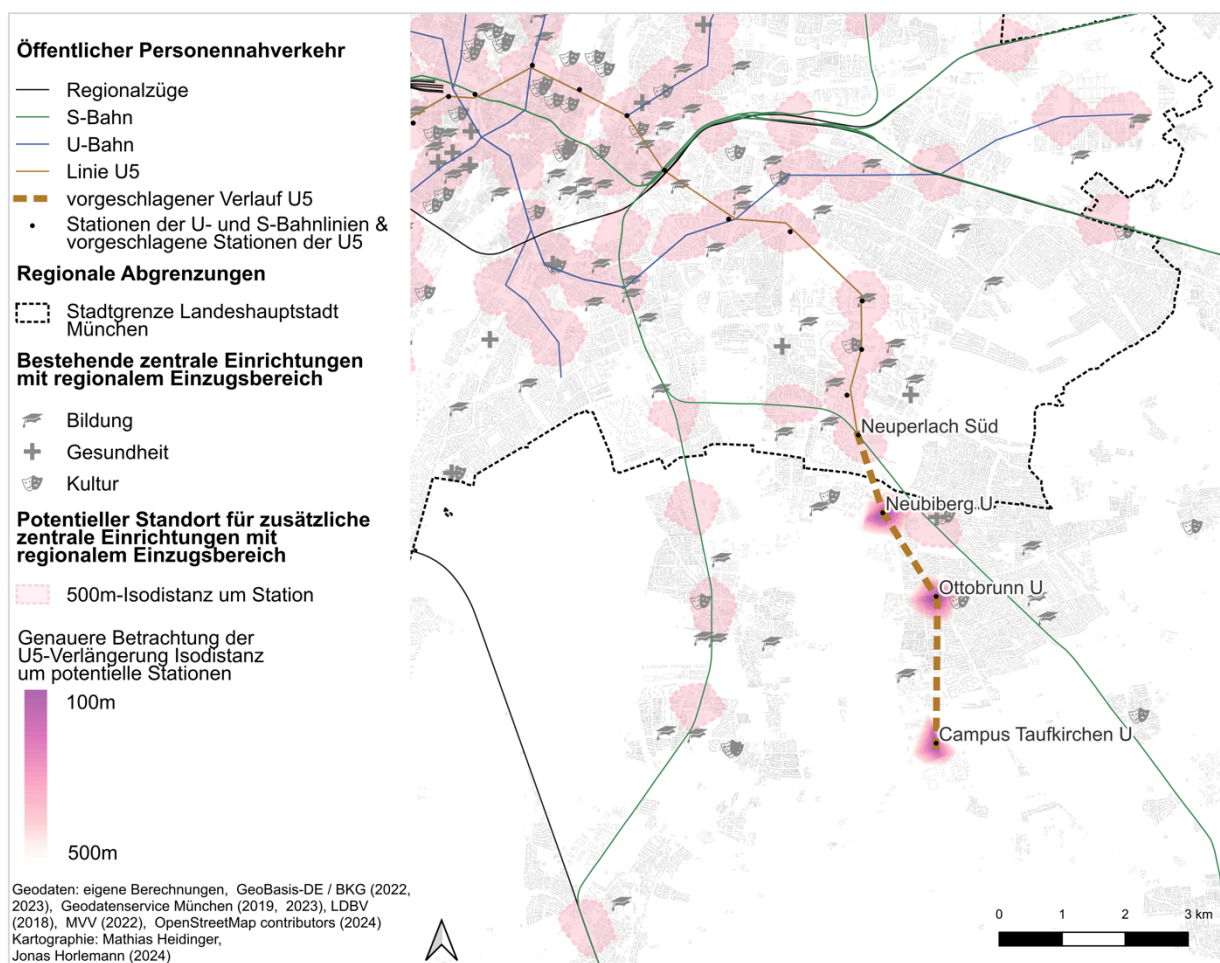 Öffentlicher Personennahverkehr
Regionalzüge
S-Bahn
U-Bahn
Linie U5
vorgeschlagener Verlauf U5
Stationen der U- und S-Bahnlinien &
vorgeschlagene Stationen der U5
Regionale Abgrenzungen
Stadtgrenze Landeshauptstadt
München
Bestehende zentrale Einrichtungen
mit regionalem Einzugsbereich
Bildung
Gesundheit
Kultur
Potentieller Standort für zusätzliche
zentrale Einrichtungen mit
regionalem Einzugsbereich
500m-Isodistanz um Station
Genauere Betrachtung der
U5-Verlängerung Isodistanz
um potentielle Stationen
100m
500m
Geodaten: eigene Berechnungen, GeoBasis-DE / BKG (2022,
2023), Geodatenservice München (2019, 2023), LDBV
(2018), MVV (2022), OpenStreetMap contributors (2024)
Kartographie: Mathias Heidinger,
Jonas Horlemann (2024)
Neuperlach Süd
Neubiberg U
Ottobrunn U
Campus Taufkirchen U
0 1 2 3 km